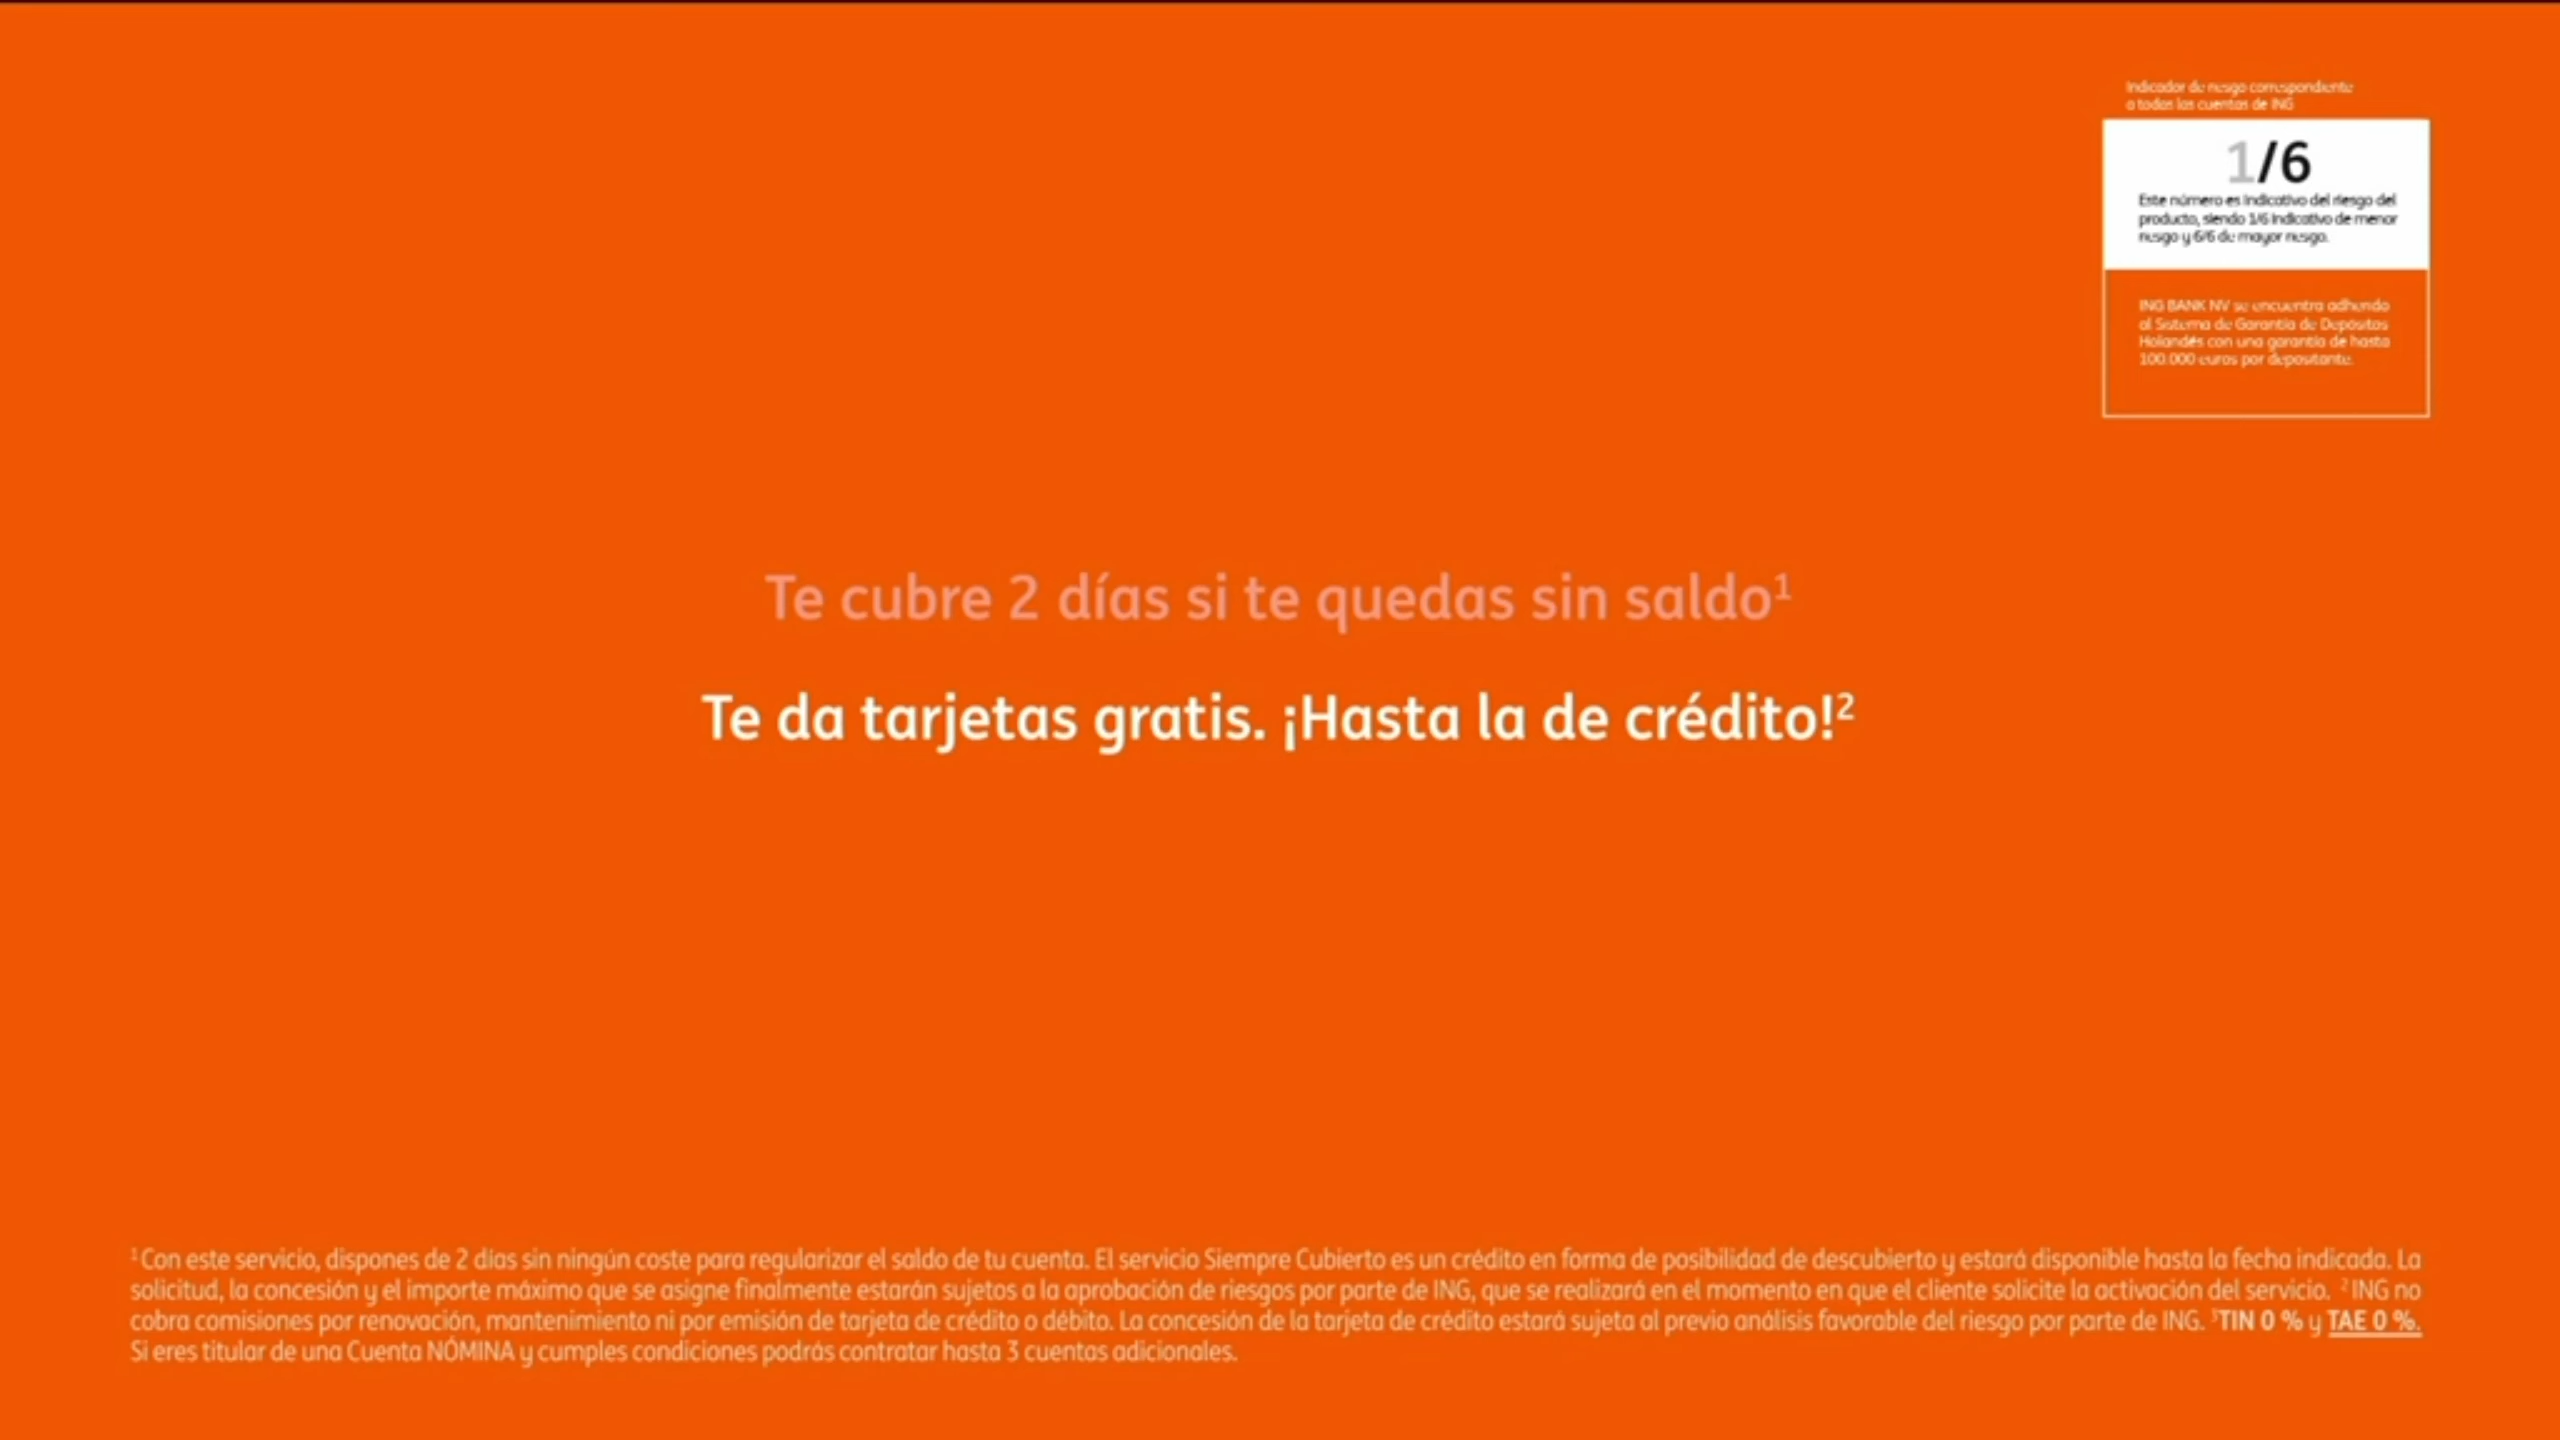 Indicador de riesgo correspondiente
a todas las cuentas de ING
1/6
Este número es indicativo del riesgo del
producto, siendo 1/6 indicativo de menor
riesgo y 6/6 de mayor riesgo.
ING BANK NV se encuentra adherido
al Sistema de Garantía de Depósitos
Holandés con una garantía de hasta
100.000 euros por depositante.
Te cubre 2 días si te quedas sin saldo¹
Te da tarjetas gratis. ¡Hasta la de crédito!²
¹ Con este servicio, dispones de 2 días sin ningún coste para regularizar el saldo de tu cuenta. El servicio Siempre Cubierto es un crédito en forma de posibilidad de descubierto y estará disponible hasta la fecha indicada. La
solicitud, la concesión y el importe máximo que se asigne finalmente estarán sujetos a la aprobación de riesgos por parte de ING, que se realizará en el momento en que el cliente solicite la activación del servicio. ² ING no
cobra comisiones por renovación, mantenimiento ni por emisión de tarjeta de crédito o débito. La concesión de la tarjeta de crédito estará sujeta al previo análisis favorable del riesgo por parte de ING. ³TIN 0 % y TAE 0 %.
Si eres titular de una Cuenta NÓMINA y cumples condiciones podrás contratar hasta 3 cuentas adicionales.